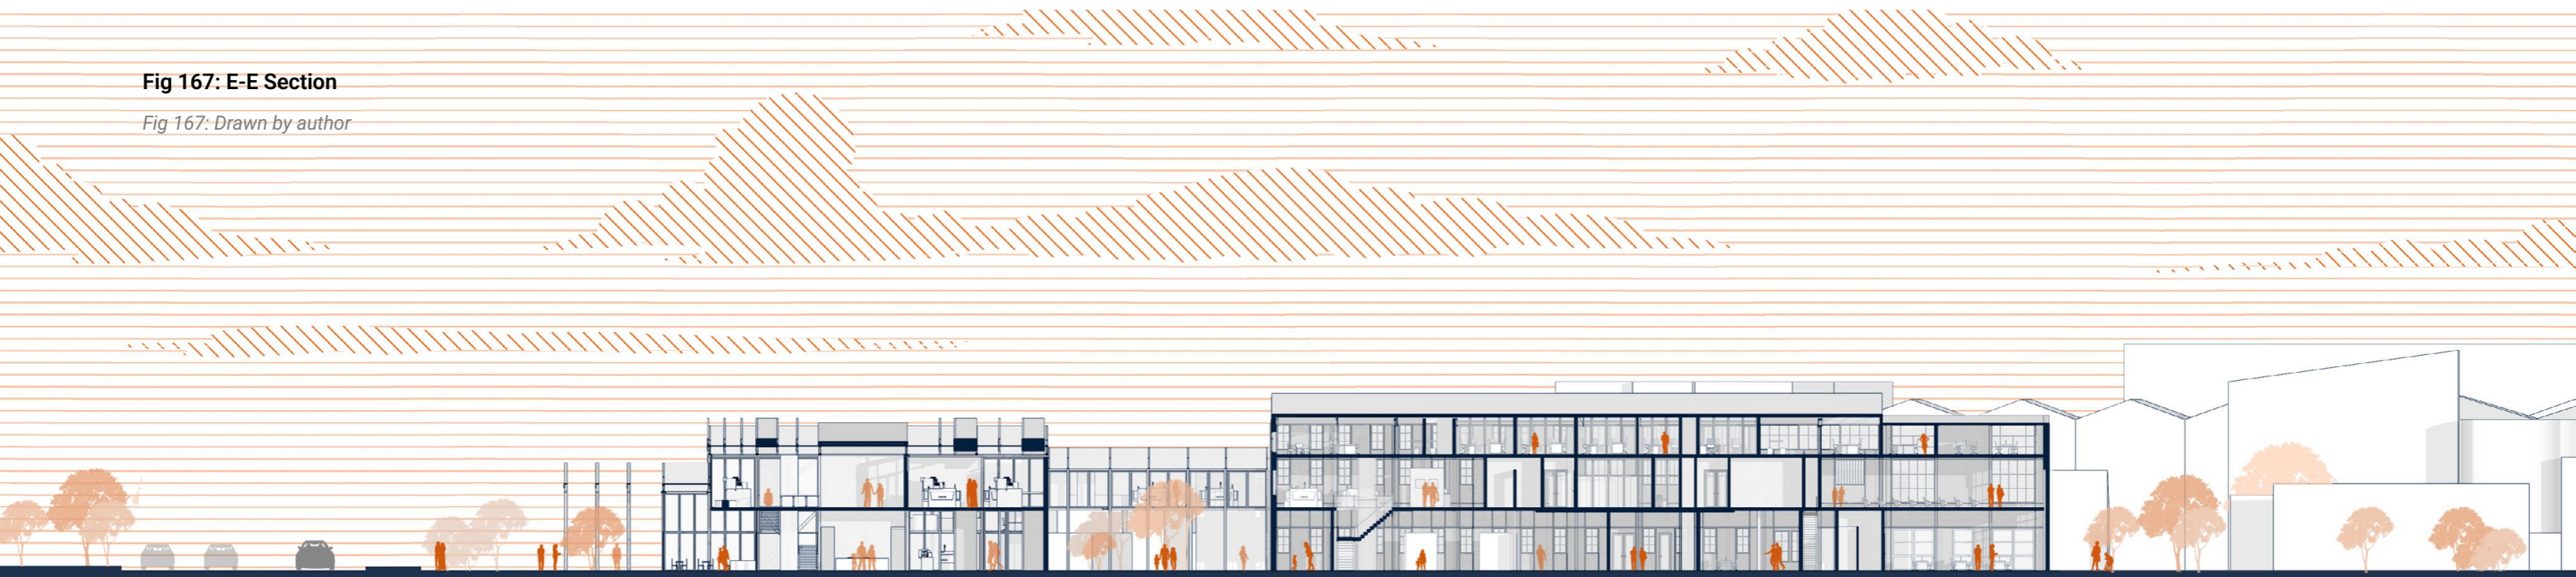 Fig 167: E-E Section
Fig 167: Drawn by author